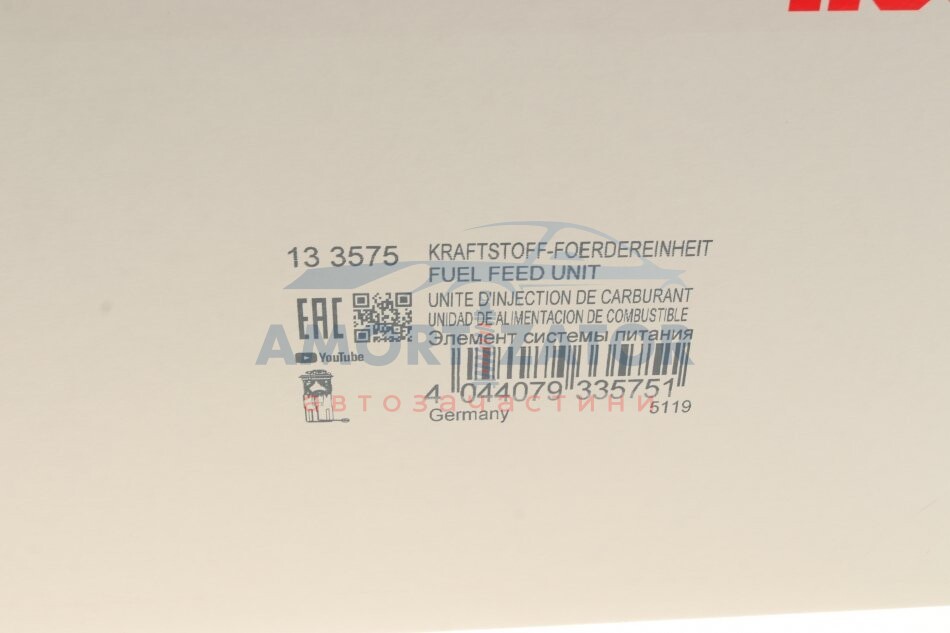 13 3575
KRAFTSTOFF-FOERDEREINHEIT
FUEL FEED UNIT
UNITE D'INJECTION DE CARBURANT
UNIDAD DE ALIMENTACION DE COMBUSTIBLE
Элемент системы питания
EAC
YouTube
AMORTIZATOR
автозапчастини
4 044079 335751
Germany
5119